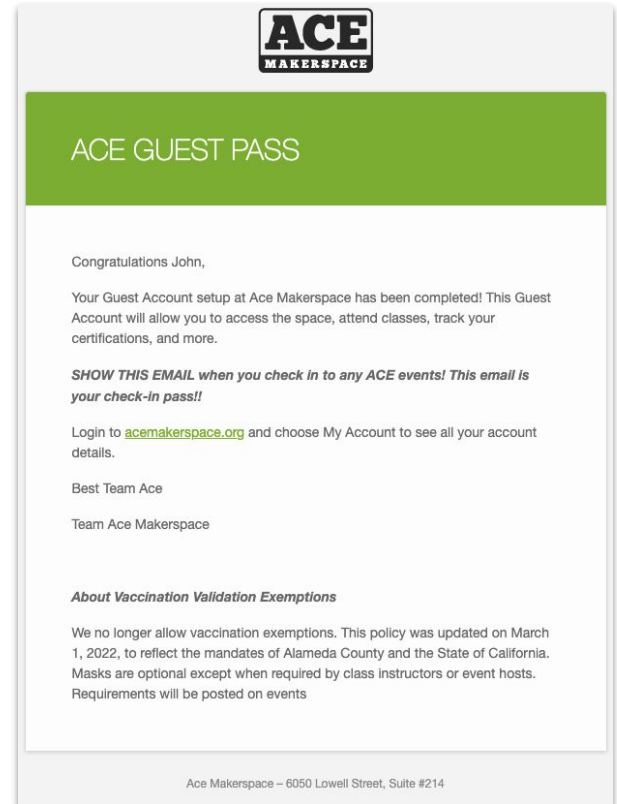 ACE
MAKERSPACE
ACE GUEST PASS
Congratulations John,
Your Guest Account setup at Ace Makerspace has been completed! This Guest
Account will allow you to access the space, attend classes, track your
certifications, and more.
SHOW THIS EMAIL when you check in to any ACE events! This email is
your check-in pass!!
Login to acemakerspace.org and choose My Account to see all your account
details.
Best Team Ace
Team Ace Makerspace
About Vaccination Validation Exemptions
We no longer allow vaccination exemptions. This policy was updated on March
1, 2022, to reflect the mandates of Alameda County and the State of California.
Masks are optional except when required by class instructors or event hosts.
Requirements will be posted on events
Ace Makerspace – 6050 Lowell Street, Suite #214